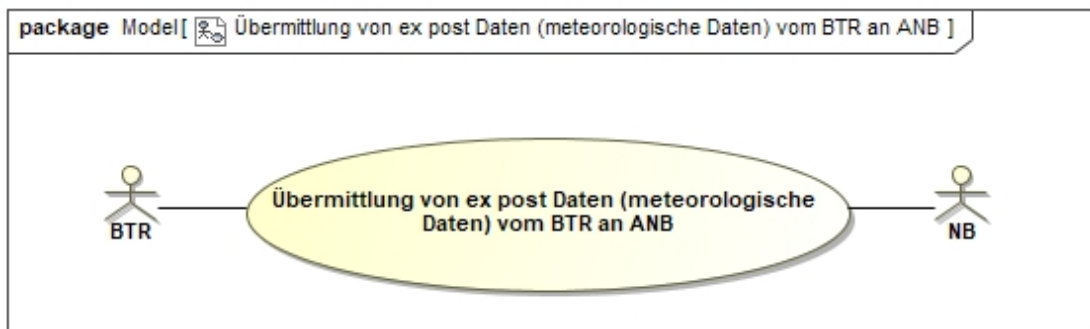 package Model[ Übermittlung von ex post Daten (meteorologische Daten) vom BTR an ANB ]
Übermittlung von ex post Daten (meteorologische
Daten) vom BTR an ANB
BTR
NB